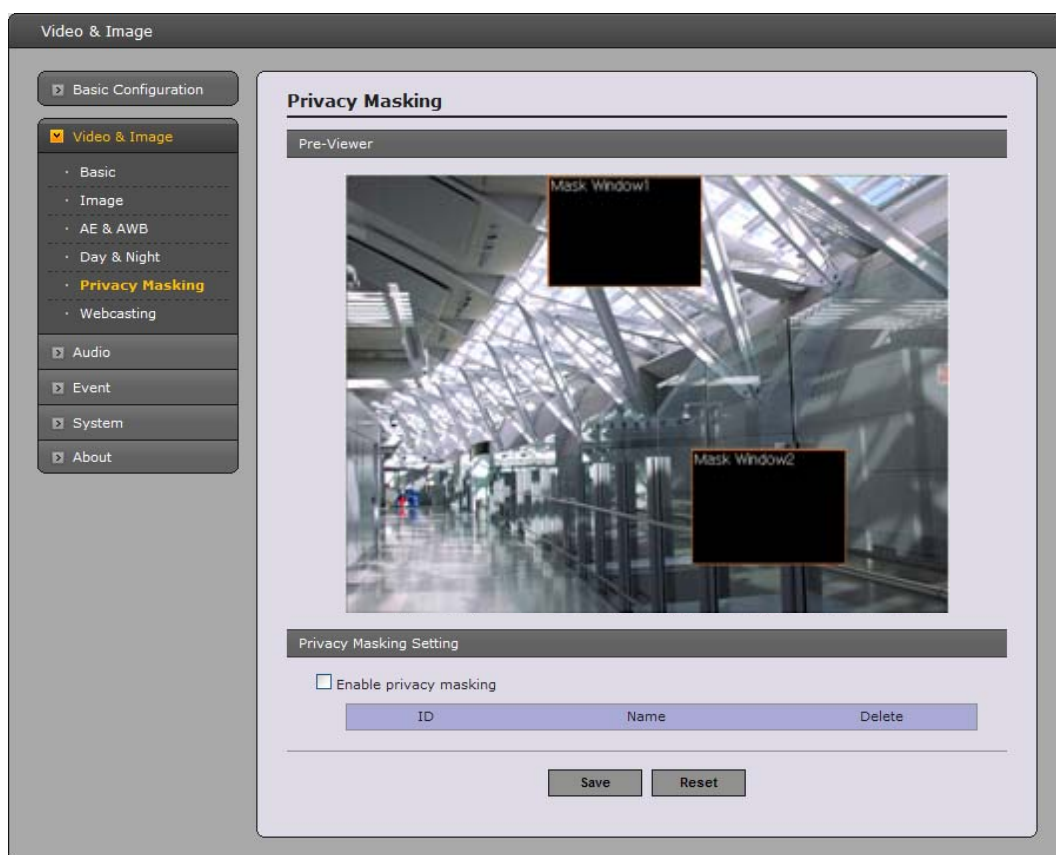 Video & Image
Basic Configuration
Video & Image
· Basic
· Image
· AE & AWB
· Day & Night
· Privacy Masking
· Webcasting
Audio
Event
System
About
Privacy Masking
Pre-Viewer
Mask Window1
Mask Window2
Privacy Masking Setting
Enable privacy masking
ID Name Delete
Save Reset